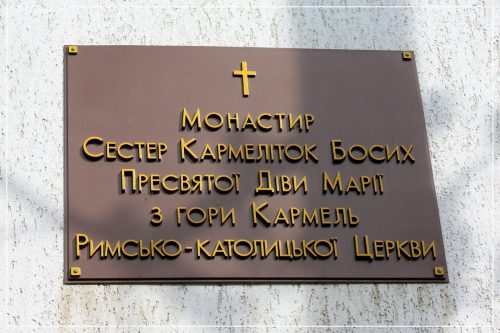 Монастир
Сестер Кармеліток Босих
Пресвятої Діви Марії
з гори Кармель
Римсько-католицької Церкви